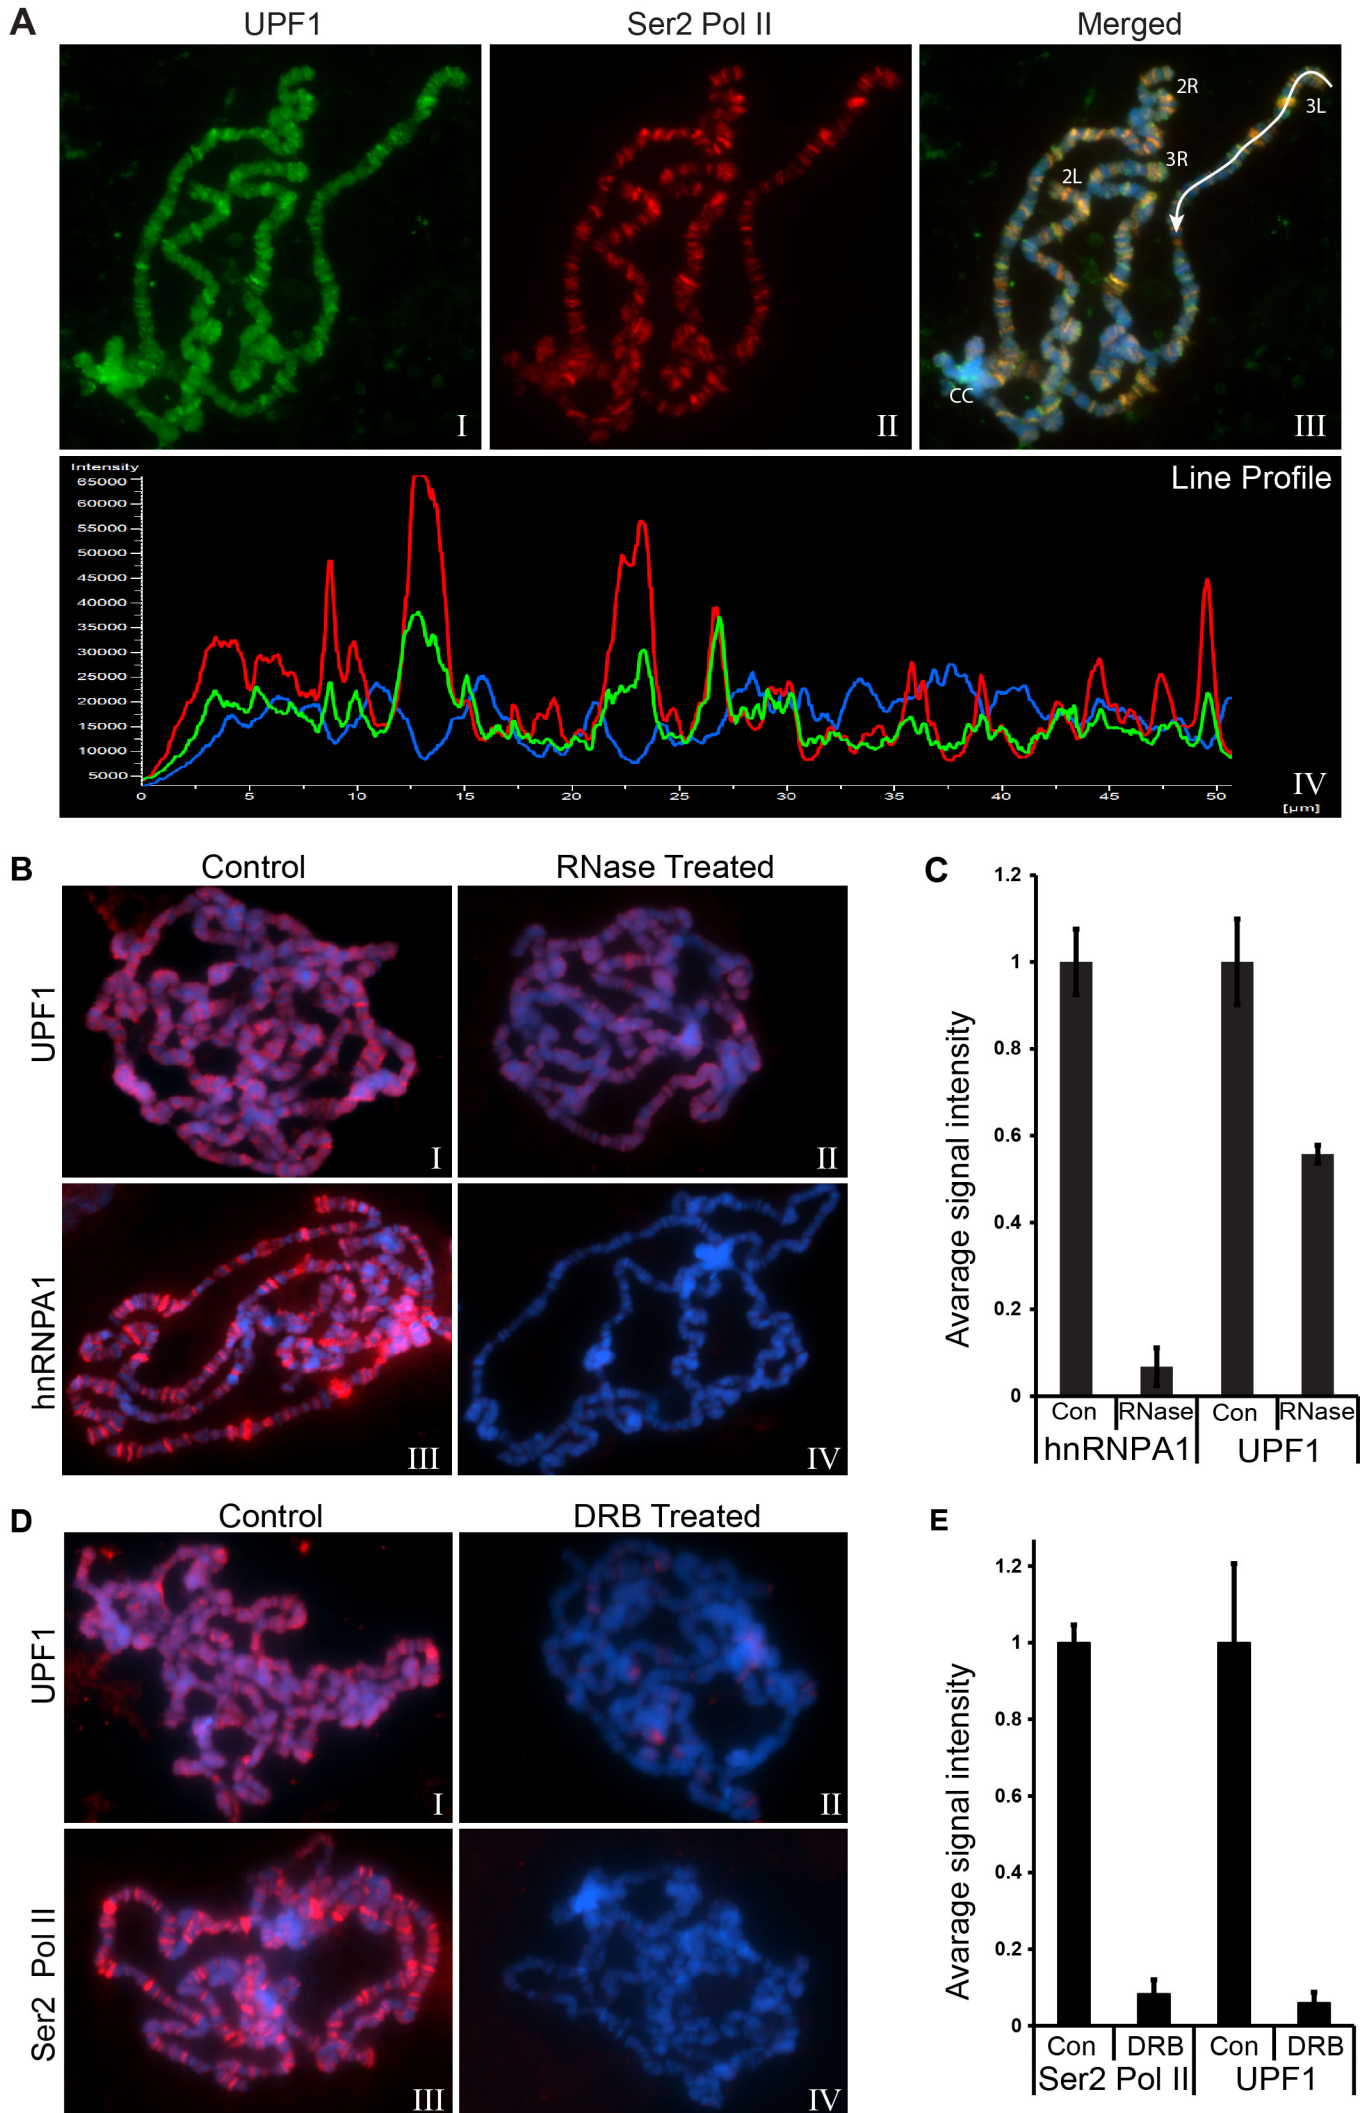 A
UPF1 Ser2 Pol II Merged
2R
3L
3R
2L
CC
I II III
Intensity
Line Profile
65000
60000
55000
50000
45000
40000
35000
30000
25000
20000
15000
10000
5000
0 5 10 15 20 25 30 35 40 45 50
[µm]
IV
B
Control RNase Treated
UPF1
I II
hnRNPA1
III IV
C
Avarage signal intensity
1.2
1
0.8
0.6
0.4
0.2
0
Con RNase Con RNase
hnRNPA1 UPF1
D
Control DRB Treated
UPF1
I II
Ser2 Pol II
III IV
E
Avarage signal intensity
1.2
1
0.8
0.6
0.4
0.2
0
Con DRB Con DRB
Ser2 Pol II UPF1